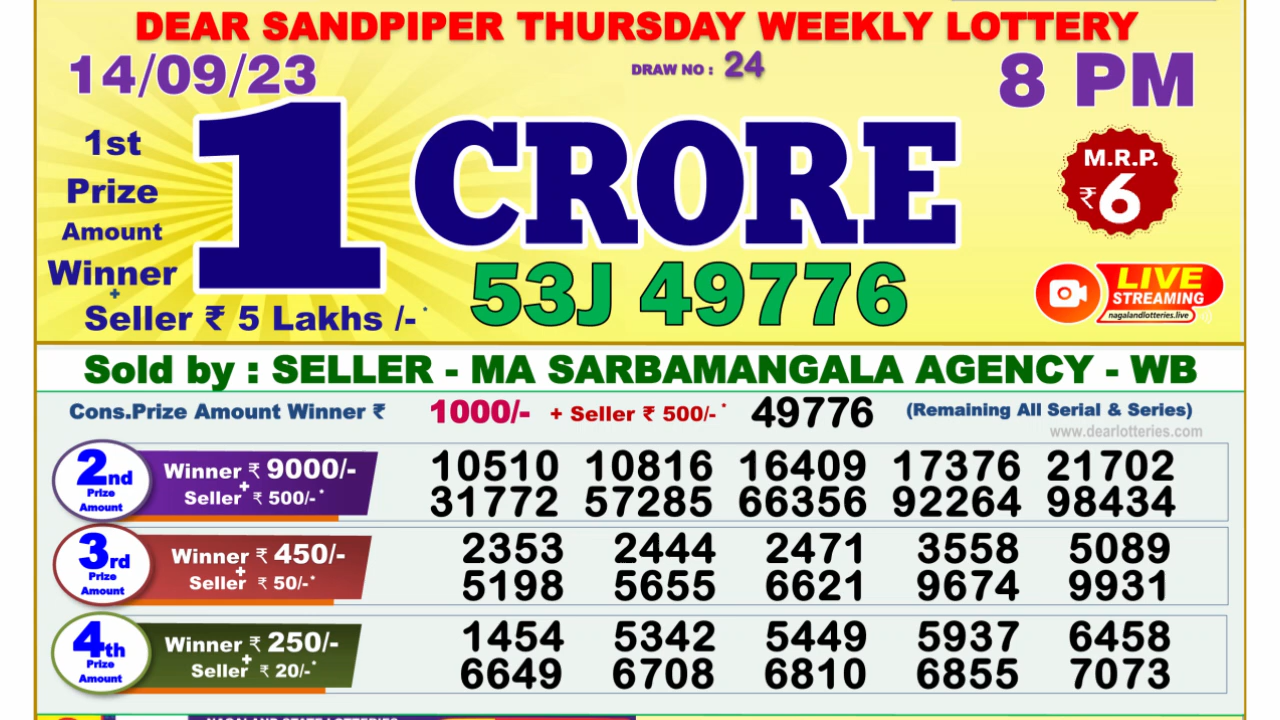 DEAR SANDPIPER THURSDAY WEEKLY LOTTERY
14/09/23
DRAW NO : 24
8 PM
1st
Prize
Amount
Winner
+
Seller ₹ 5 Lakhs /-*
1 CRORE
53J 49776
M.R.P.
₹ 6
LIVE
STREAMING
nagalandlotteries.live
Sold by : SELLER - MA SARBAMANGALA AGENCY - WB
Cons.Prize Amount Winner ₹ 1000/- + Seller ₹ 500/-* 49776 (Remaining All Serial & Series)
www.dearlotteries.com
2nd
Prize
Amount
Winner ₹ 9000/-
+
Seller ₹ 500/-*
10510 10816 16409 17376 21702
31772 57285 66356 92264 98434
3rd
Prize
Amount
Winner ₹ 450/-
+
Seller ₹ 50/-*
2353 2444 2471 3558 5089
5198 5655 6621 9674 9931
4th
Prize
Amount
Winner ₹ 250/-
+
Seller ₹ 20/-*
1454 5342 5449 5937 6458
6649 6708 6810 6855 7073
NAGALAND STATE LOTTERIES